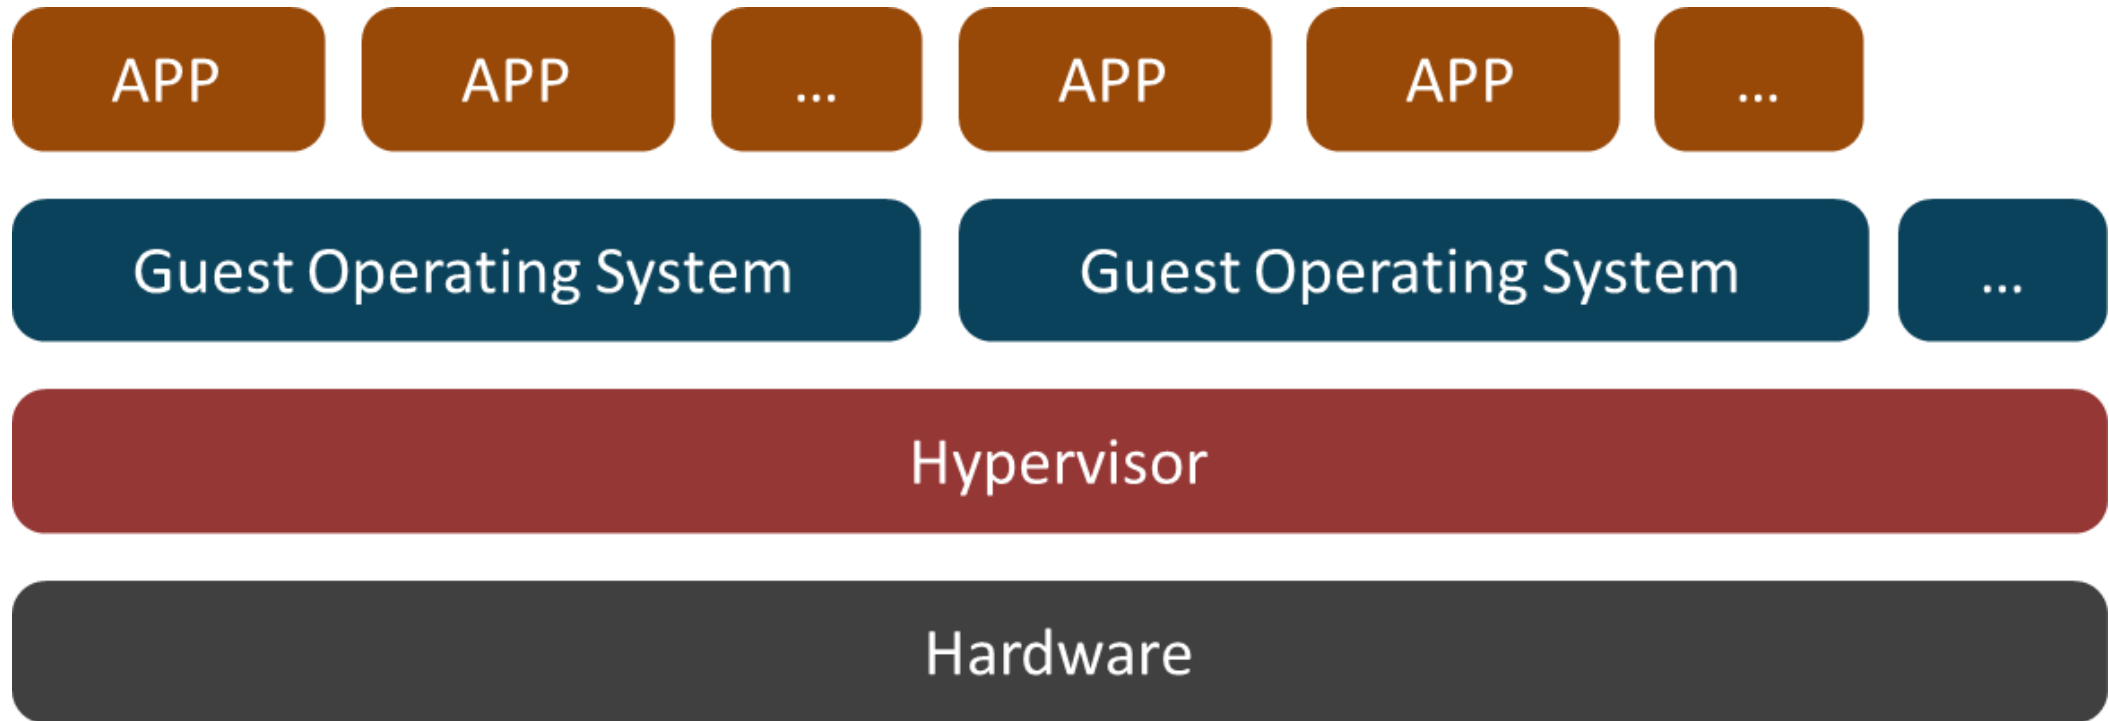 APP APP ... APP APP ...
Guest Operating System Guest Operating System ...
Hypervisor
Hardware